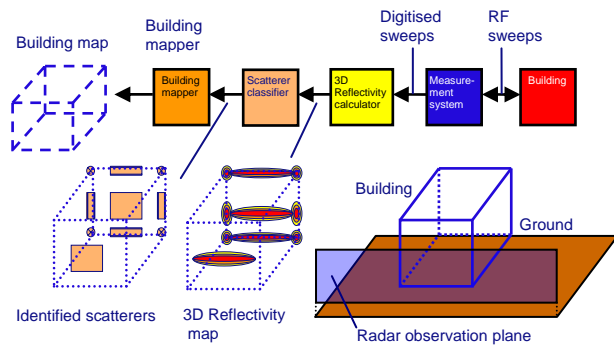 Building map
Building
mapper
Digitised
sweeps
RF
sweeps
Building
mapper
Scatterer
classifier
3D
Reflectivity
calculator
Measure-
ment
system
Building
Building
Ground
Identified scatterers
3D Reflectivity
map
Radar observation plane